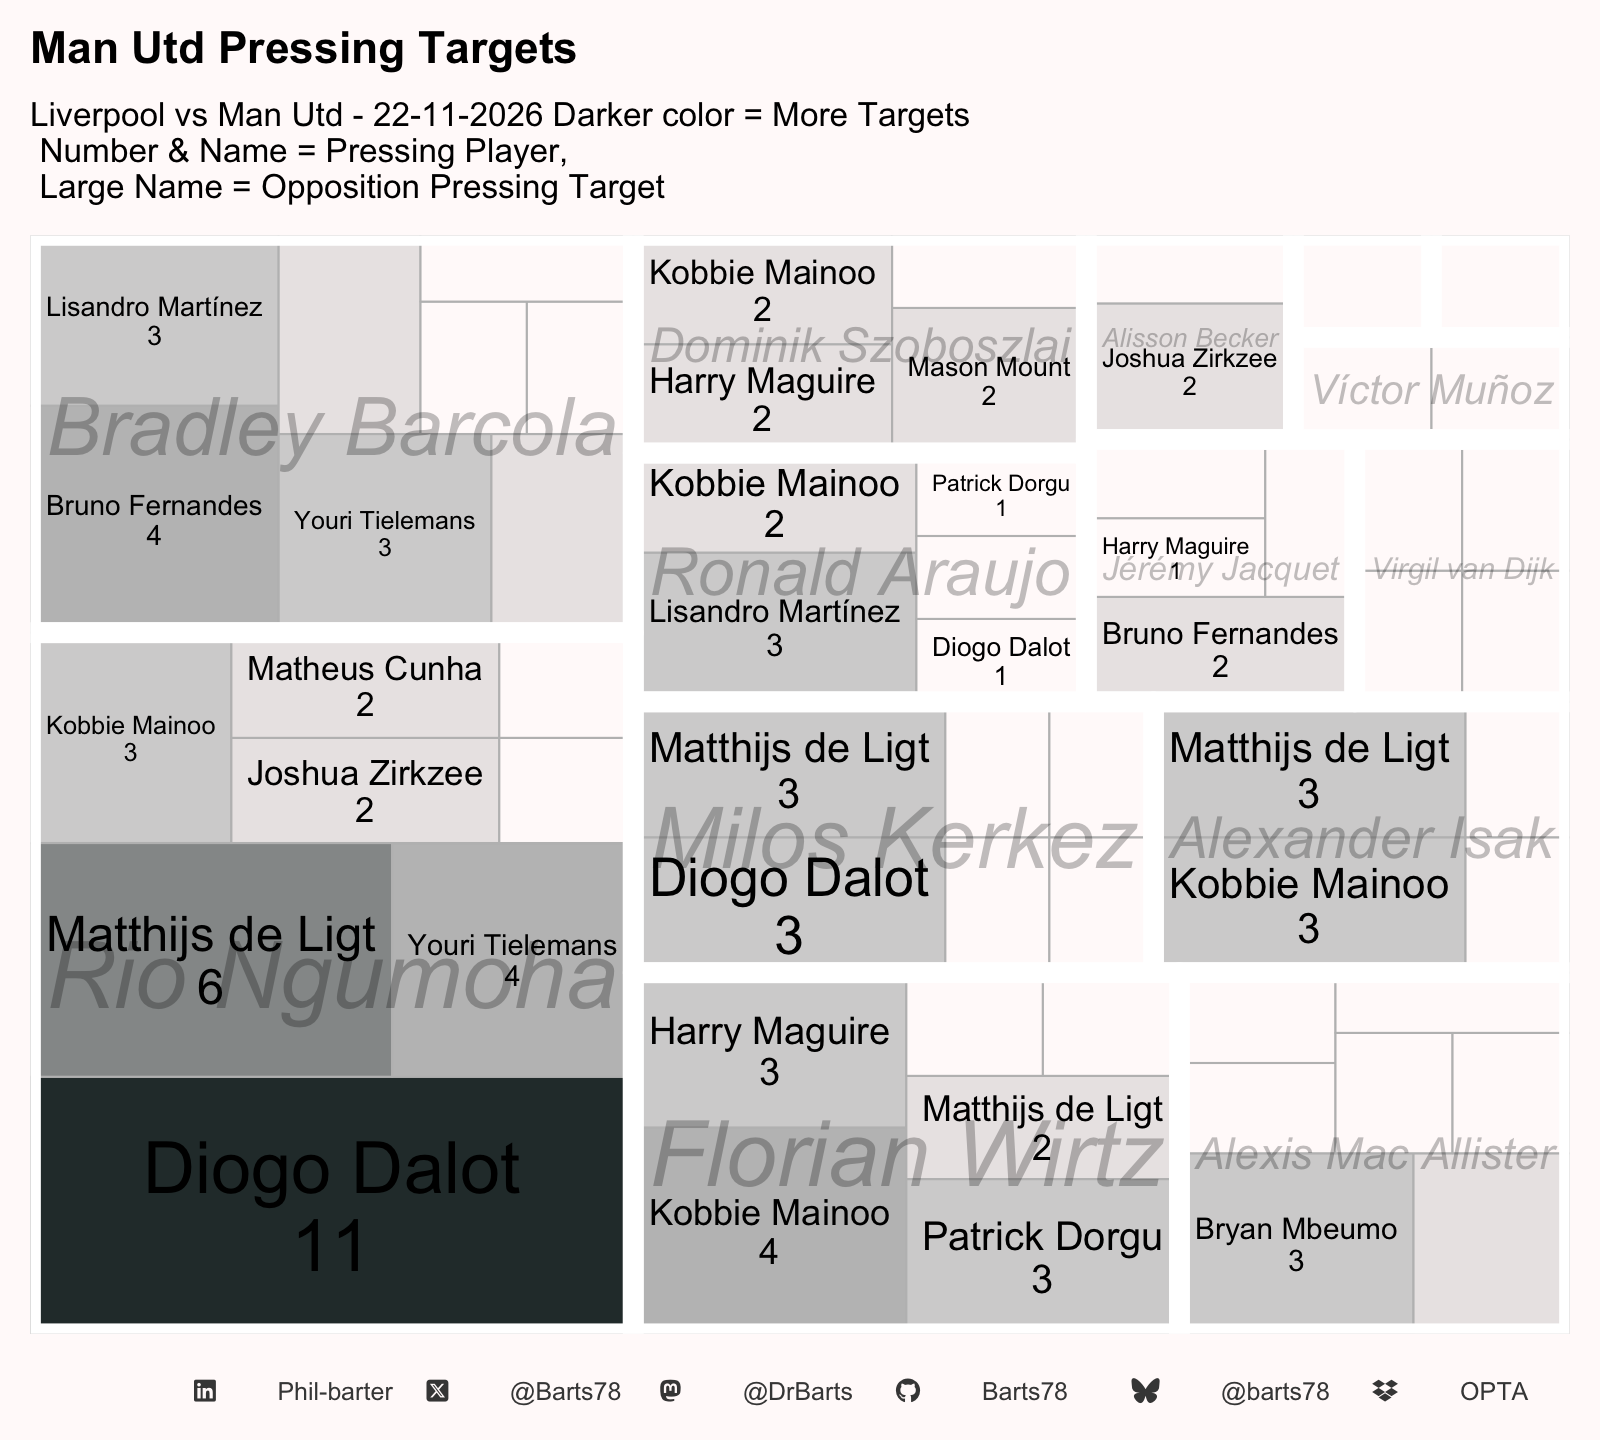 Man Utd Pressing Targets
Liverpool vs Man Utd - 22-11-2026 Darker color = More Targets
Number & Name = Pressing Player,
Large Name = Opposition Pressing Target
Lisandro Martínez
3
Bradley Barcola
Bruno Fernandes
4
Youri Tielemans
3
Kobbie Mainoo
3
Matheus Cunha
2
Joshua Zirkzee
2
Matthijs de Ligt
6
Youri Tielemans
4
Rio Ngumoha
Diogo Dalot
11
Kobbie Mainoo
2
Dominik Szoboszlai
Harry Maguire
2
Mason Mount
2
Alisson Becker
Joshua Zirkzee
2
Víctor Muñoz
Kobbie Mainoo
2
Patrick Dorgu
1
Ronald Araujo
Lisandro Martínez
3
Diogo Dalot
1
Harry Maguire
1
Jérémy Jacquet
Bruno Fernandes
2
Virgil van Dijk
Matthijs de Ligt
3
Milos Kerkez
Diogo Dalot
3
Matthijs de Ligt
3
Alexander Isak
Kobbie Mainoo
3
Harry Maguire
3
Matthijs de Ligt
2
Florian Wirtz
Kobbie Mainoo
4
Patrick Dorgu
3
Alexis Mac Allister
Bryan Mbeumo
3
Phil-barter @Barts78 @DrBarts Barts78 @barts78 OPTA